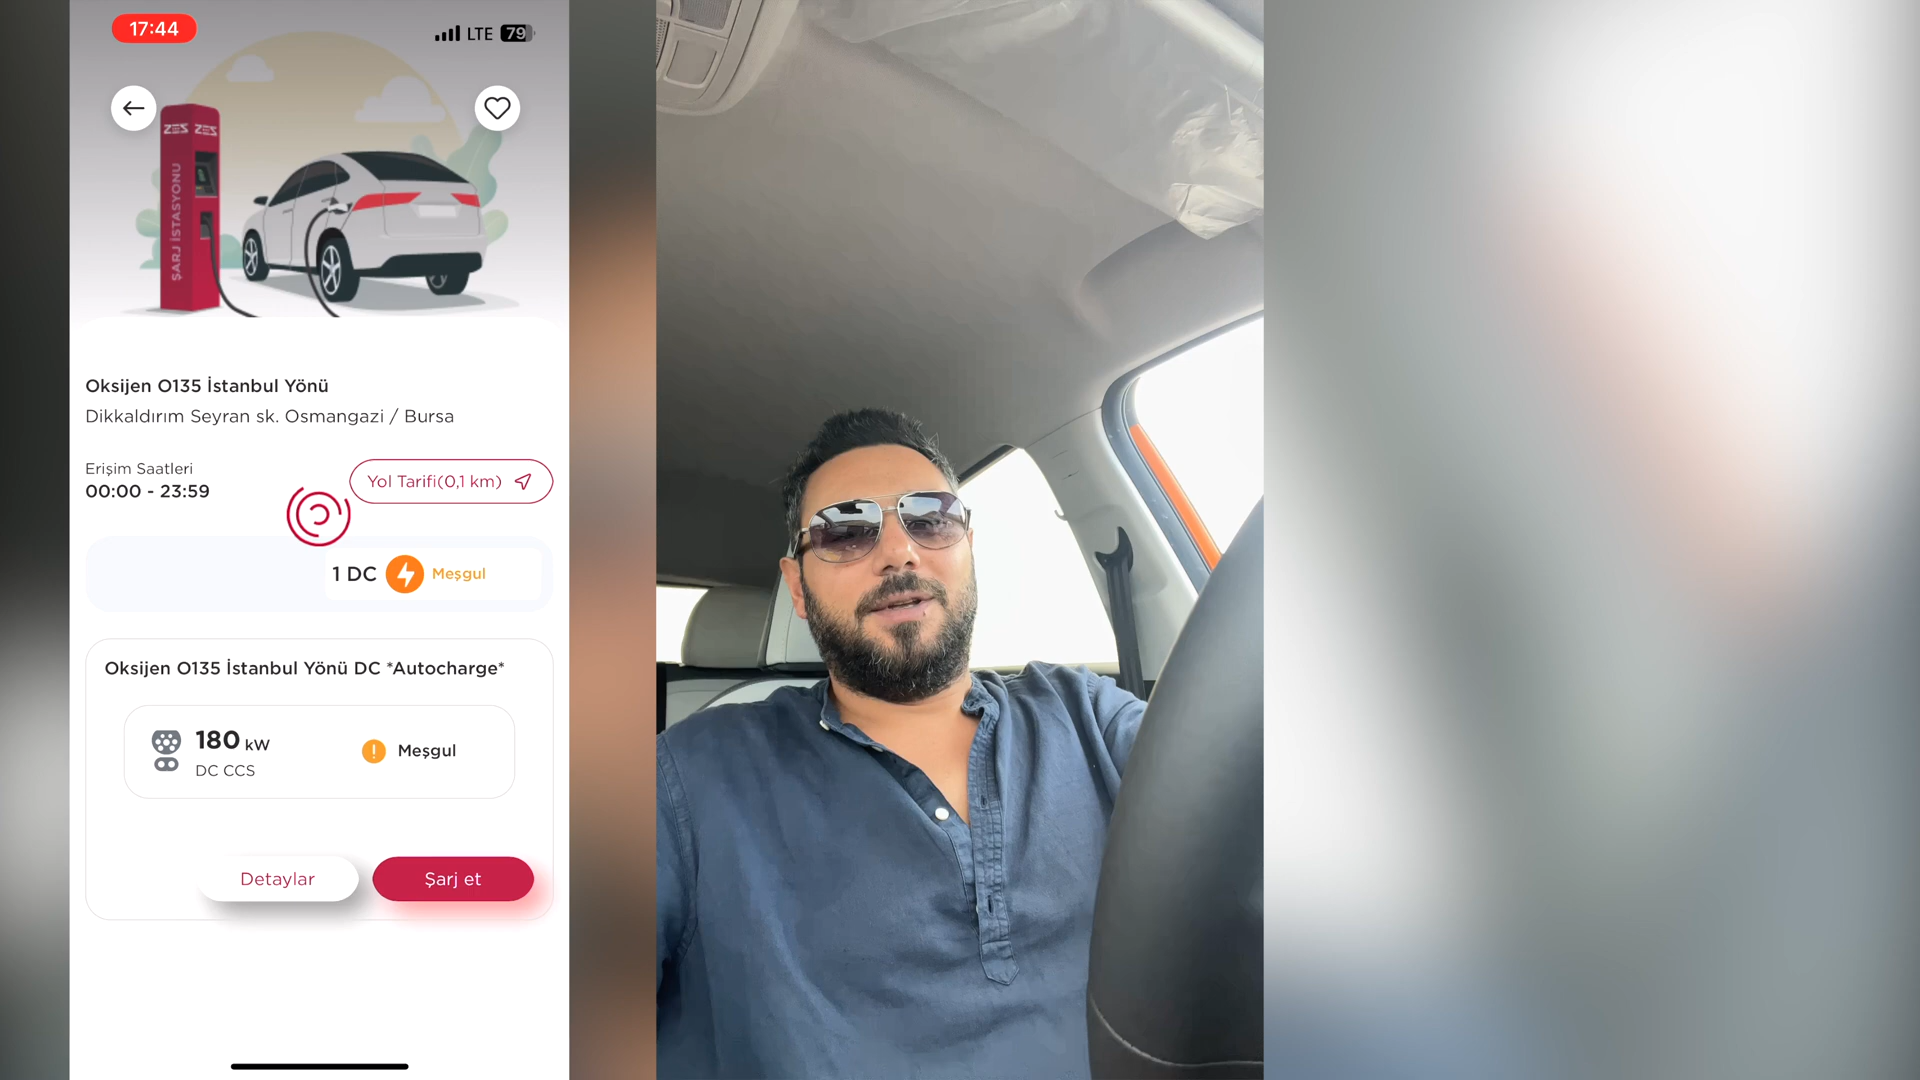 17:44
LTE 79
ZES ZES
ŞARJ İSTASYONU
Oksijen O135 İstanbul Yönü
Dikkaldırım Seyran sk. Osmangazi / Bursa
Erişim Saatleri
00:00 - 23:59
Yol Tarifi(0,1 km)
1 DC Meşgul
Oksijen O135 İstanbul Yönü DC *Autocharge*
180 kW
DC CCS
! Meşgul
Detaylar
Şarj et